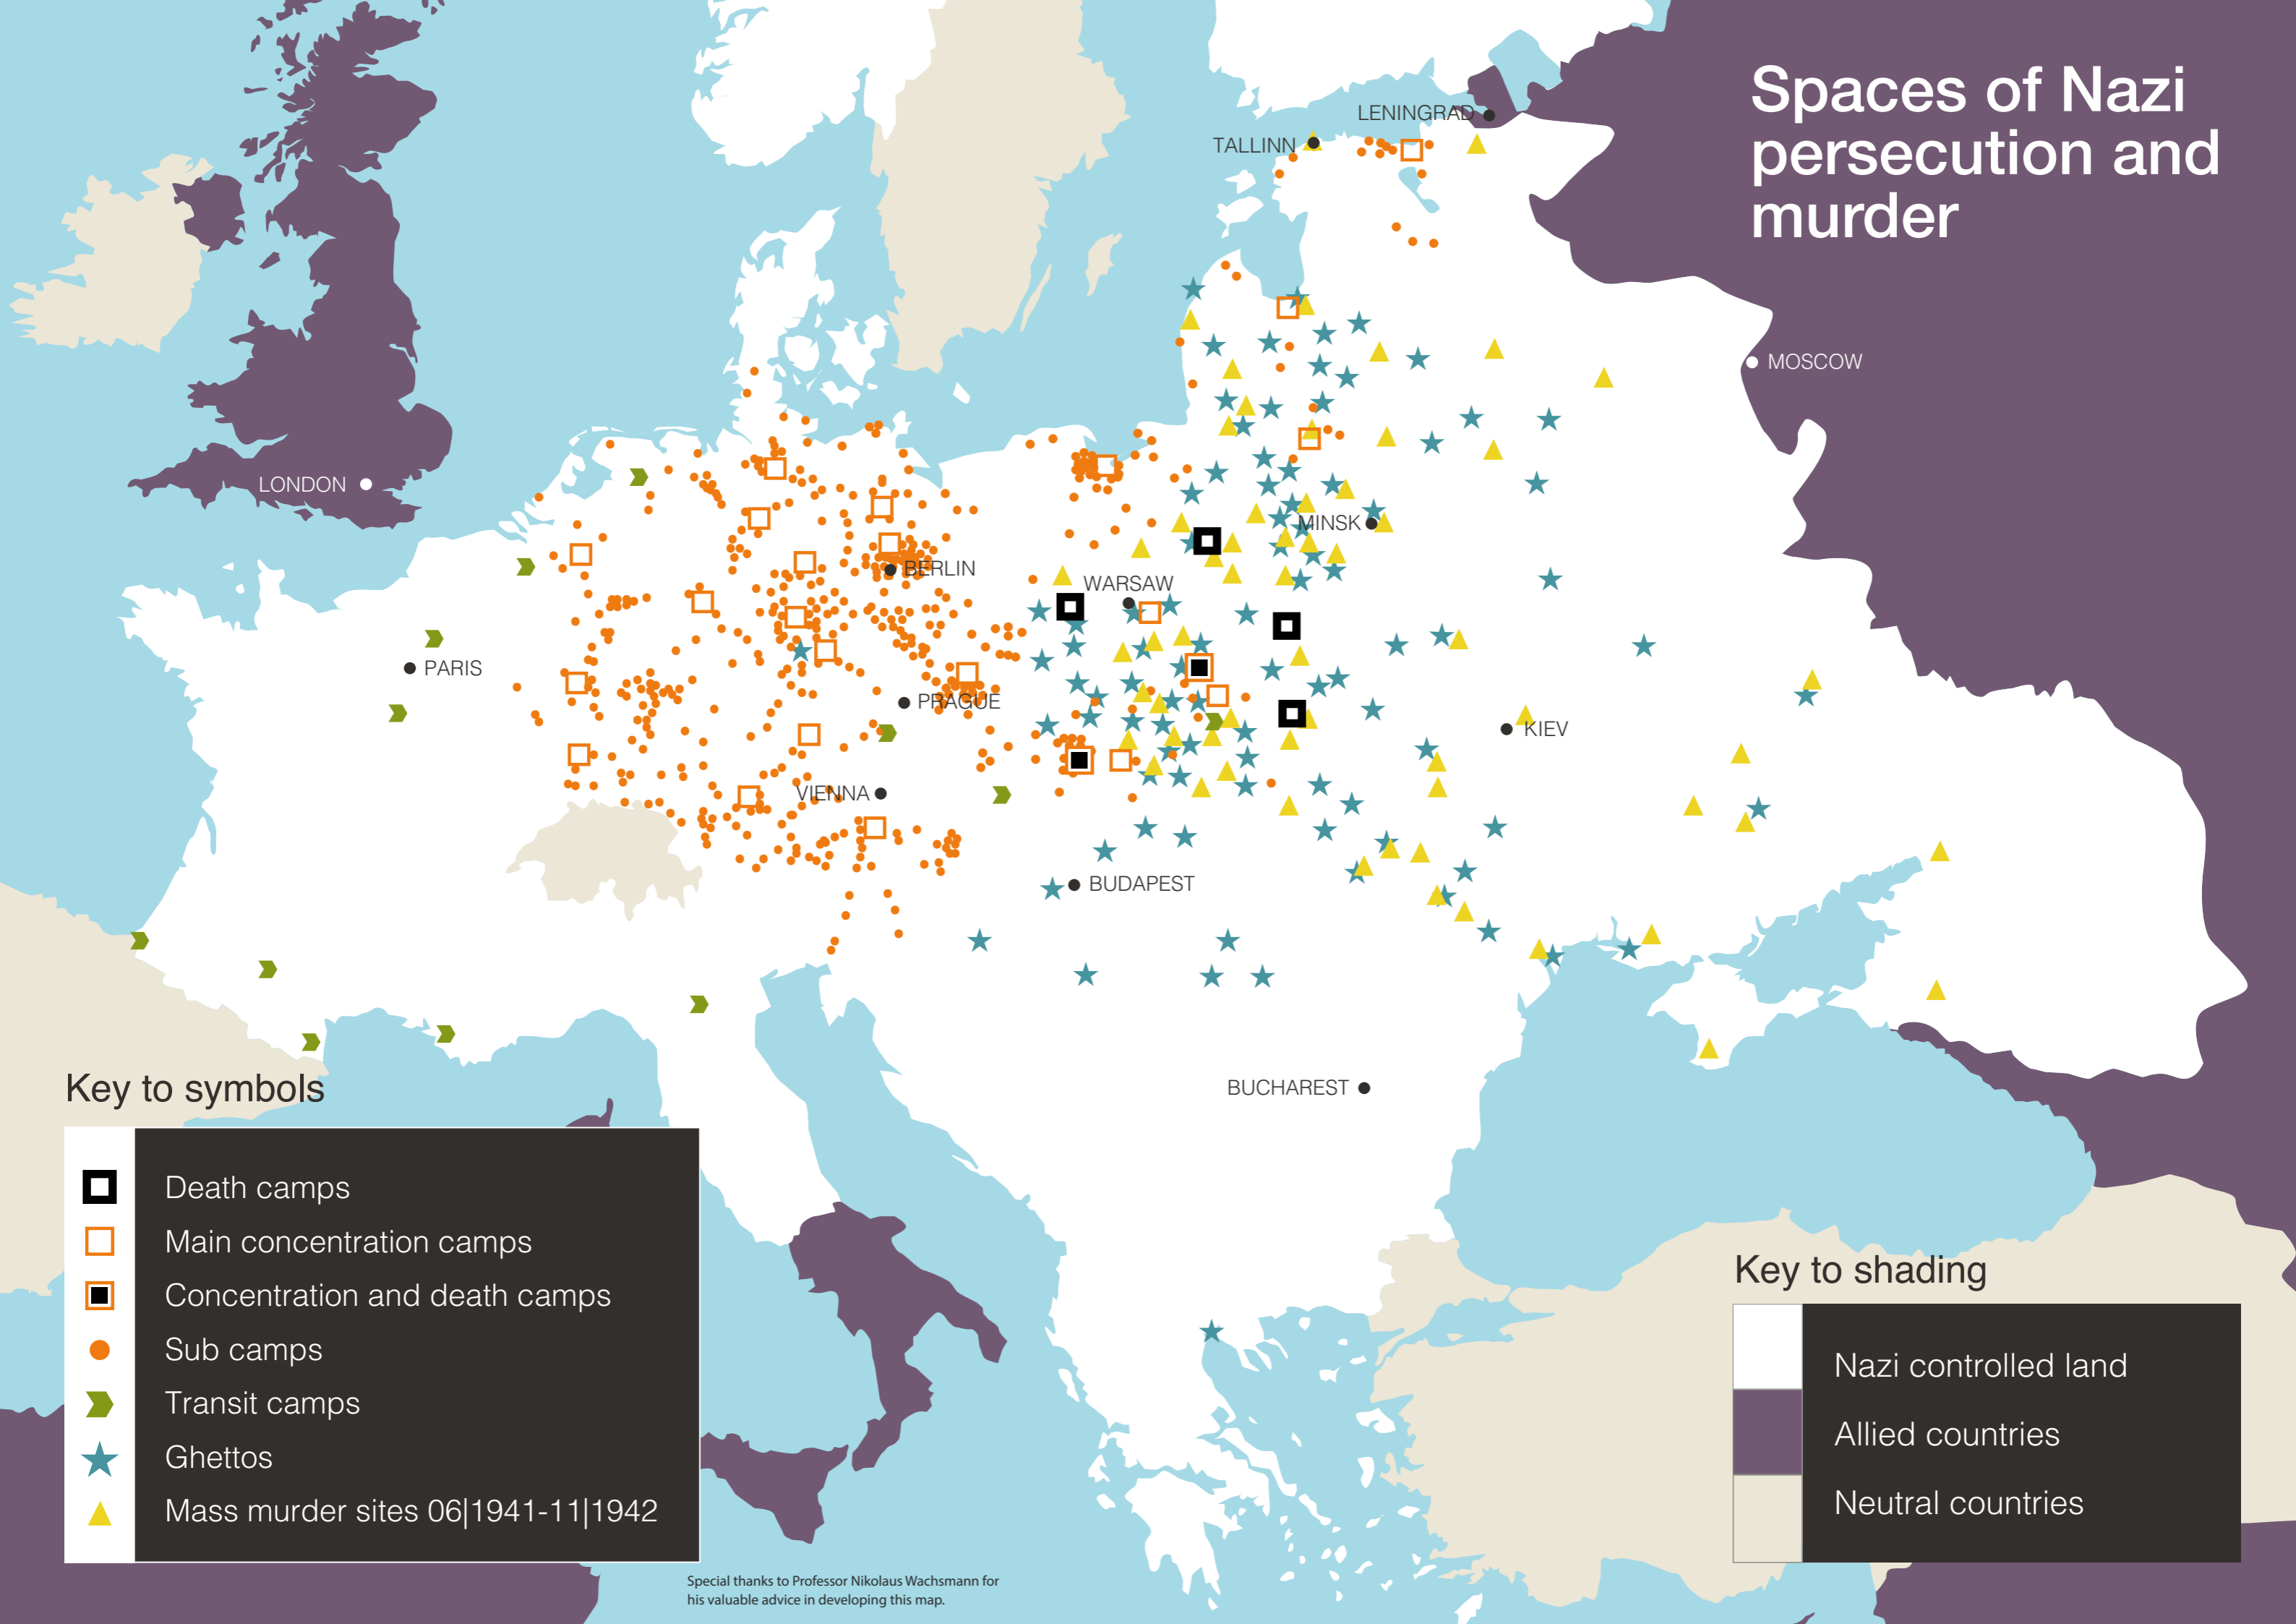 Spaces of Nazi
persecution and
murder
LENINGRAD
TALLINN
MOSCOW
LONDON
MINSK
BERLIN
WARSAW
PARIS
PRAGUE
KIEV
VIENNA
BUDAPEST
BUCHAREST
Key to symbols
Death camps
Main concentration camps
Concentration and death camps
Sub camps
Transit camps
Ghettos
Mass murder sites 06|1941-11|1942
Key to shading
Nazi controlled land
Allied countries
Neutral countries
Special thanks to Professor Nikolaus Wachsmann for
his valuable advice in developing this map.